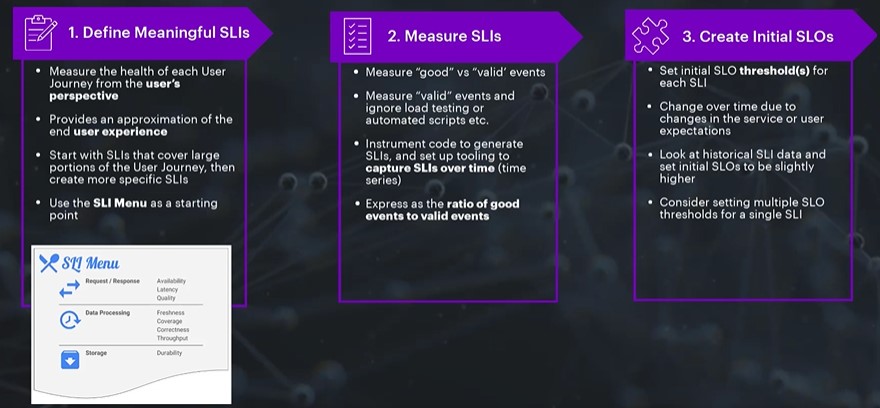 1. Define Meaningful SLIs
• Measure the health of each User
Journey from the user's
perspective
• Provides an approximation of the
end user experience
• Start with SLIs that cover large
portions of the User Journey, then
create more specific SLIs
• Use the SLI Menu as a starting
point
SLI Menu
Request / Response
Availability
Latency
Quality
Data Processing
Freshness
Coverage
Correctness
Throughput
Storage
Durability
2. Measure SLIs
• Measure “good” vs “valid’ events
• Measure “valid” events and
ignore load testing or
automated scripts etc.
• Instrument code to generate
SLIs, and set up tooling to
capture SLIs over time (time
series)
• Express as the ratio of good
events to valid events
3. Create Initial SLOs
• Set initial SLO threshold(s) for
each SLI
• Change over time due to
changes in the service or user
expectations
• Look at historical SLI data and
set initial SLOs to be slightly
higher
• Consider setting multiple SLO
thresholds for a single SLI